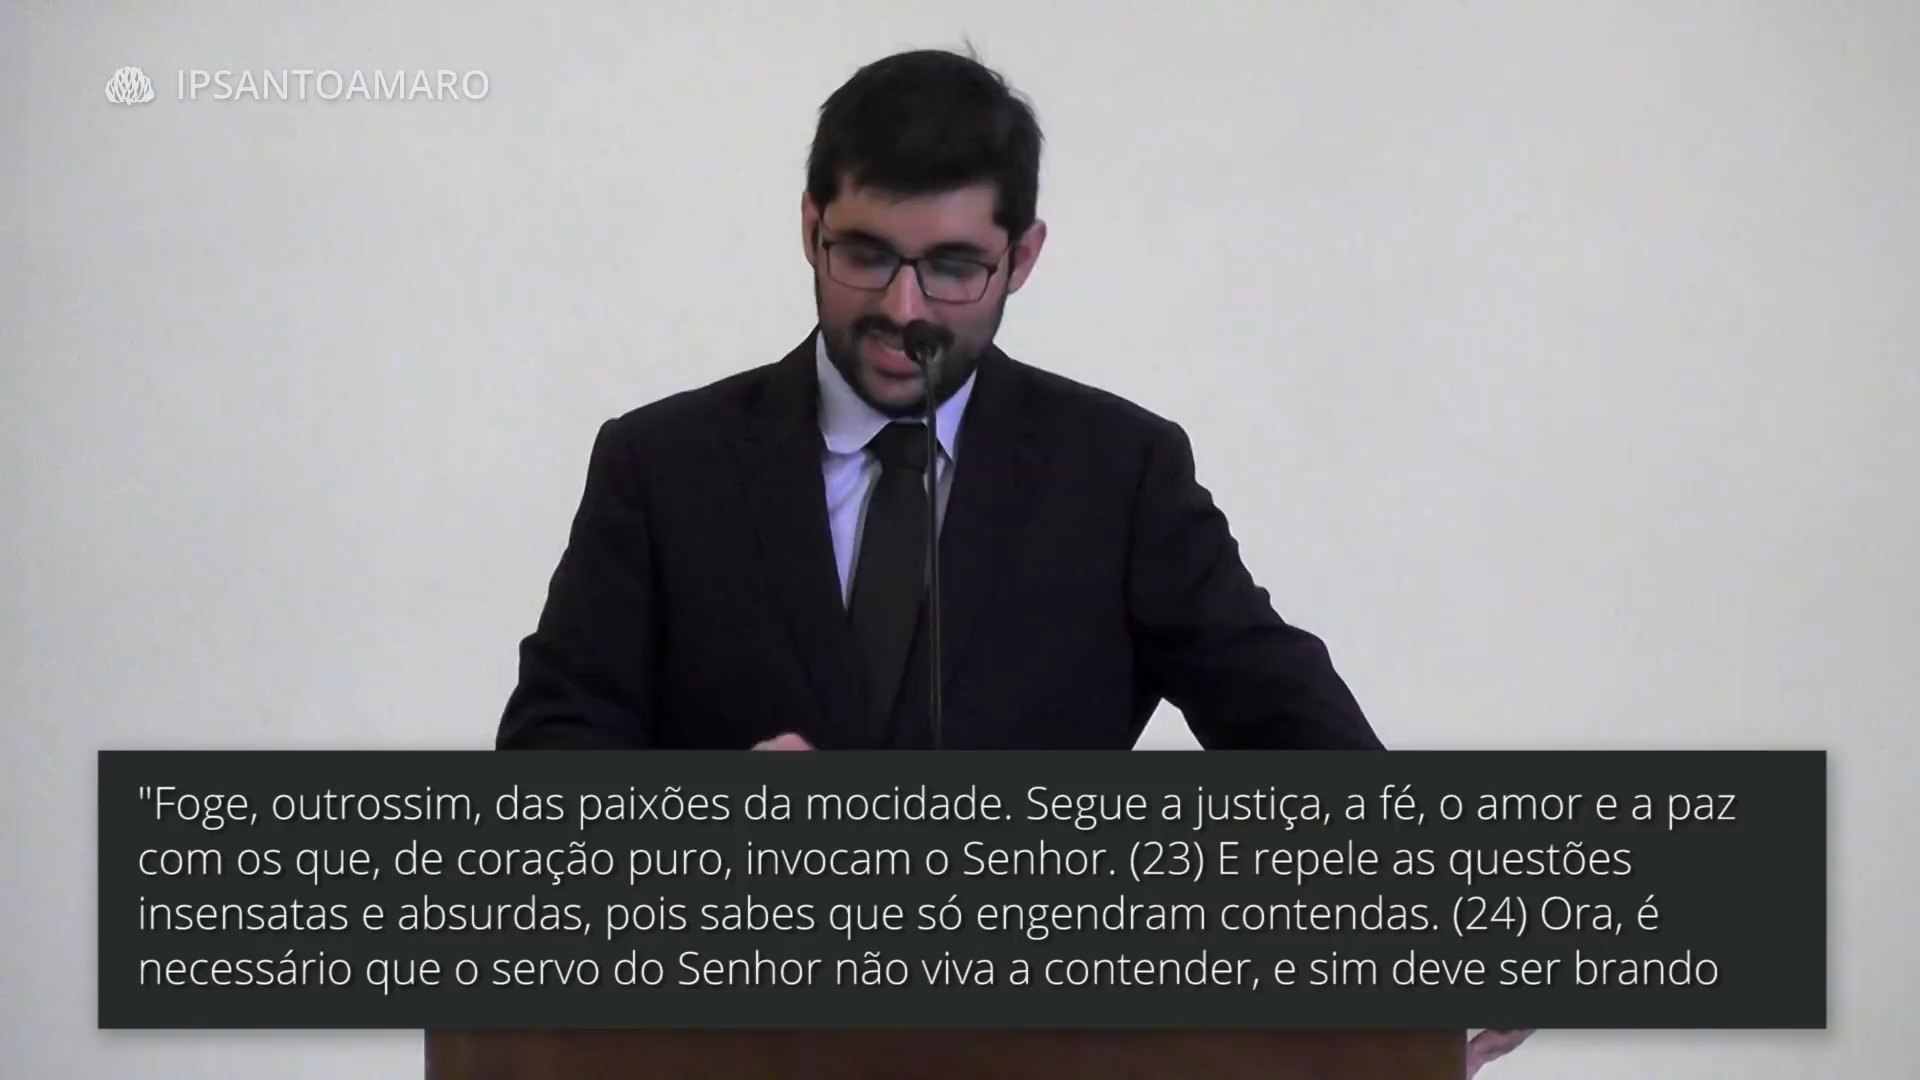 IPSANTOAMARO
"Foge, outrossim, das paixões da mocidade. Segue a justiça, a fé, o amor e a paz
com os que, de coração puro, invocam o Senhor. (23) E repele as questões
insensatas e absurdas, pois sabes que só engendram contendas. (24) Ora, é
necessário que o servo do Senhor não viva a contender, e sim deve ser brando